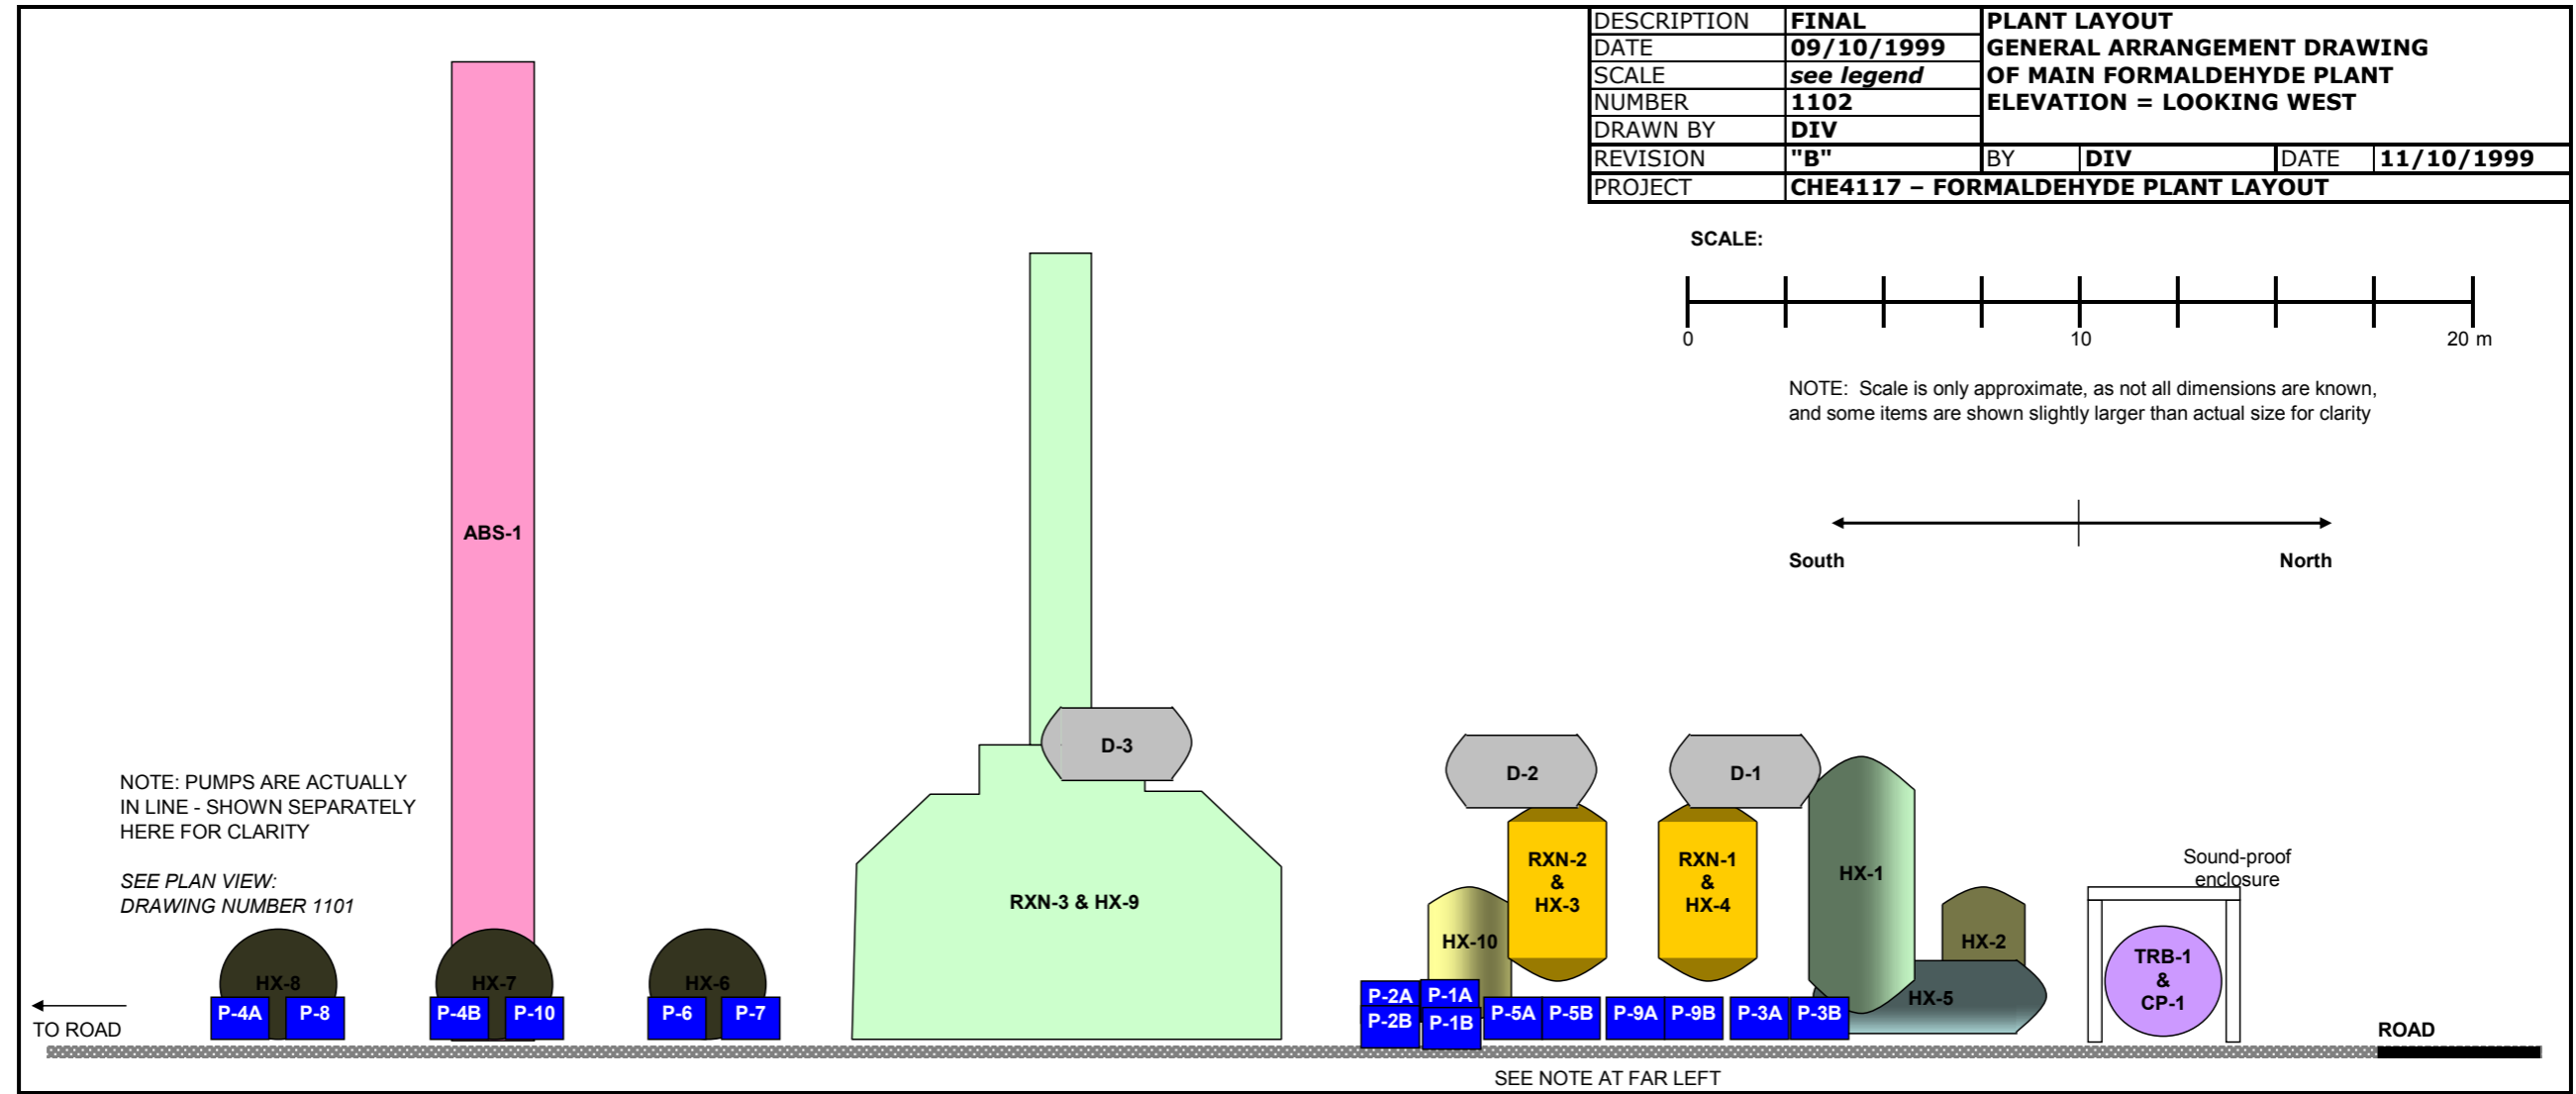 DESCRIPTION FINAL PLANT LAYOUT
DATE 09/10/1999 GENERAL ARRANGEMENT DRAWING
SCALE see legend OF MAIN FORMALDEHYDE PLANT
NUMBER 1102 ELEVATION = LOOKING WEST
DRAWN BY DIV
REVISION "B" BY DIV DATE 11/10/1999
PROJECT CHE4117 – FORMALDEHYDE PLANT LAYOUT
SCALE:
0 10 20 m
NOTE: Scale is only approximate, as not all dimensions are known,
and some items are shown slightly larger than actual size for clarity
South North
ABS-1
NOTE: PUMPS ARE ACTUALLY
IN LINE - SHOWN SEPARATELY
HERE FOR CLARITY
SEE PLAN VIEW:
DRAWING NUMBER 1101
TO ROAD
HX-8
P-4A P-8
HX-7
P-4B P-10
HX-6
P-6 P-7
D-3
RXN-3 & HX-9
D-2
D-1
RXN-2
&
HX-3
RXN-1
&
HX-4
HX-1
HX-10
HX-2
HX-5
P-2A P-1A
P-2B P-1B
P-5A P-5B P-9A P-9B P-3A P-3B
Sound-proof
enclosure
TRB-1
&
CP-1
ROAD
SEE NOTE AT FAR LEFT